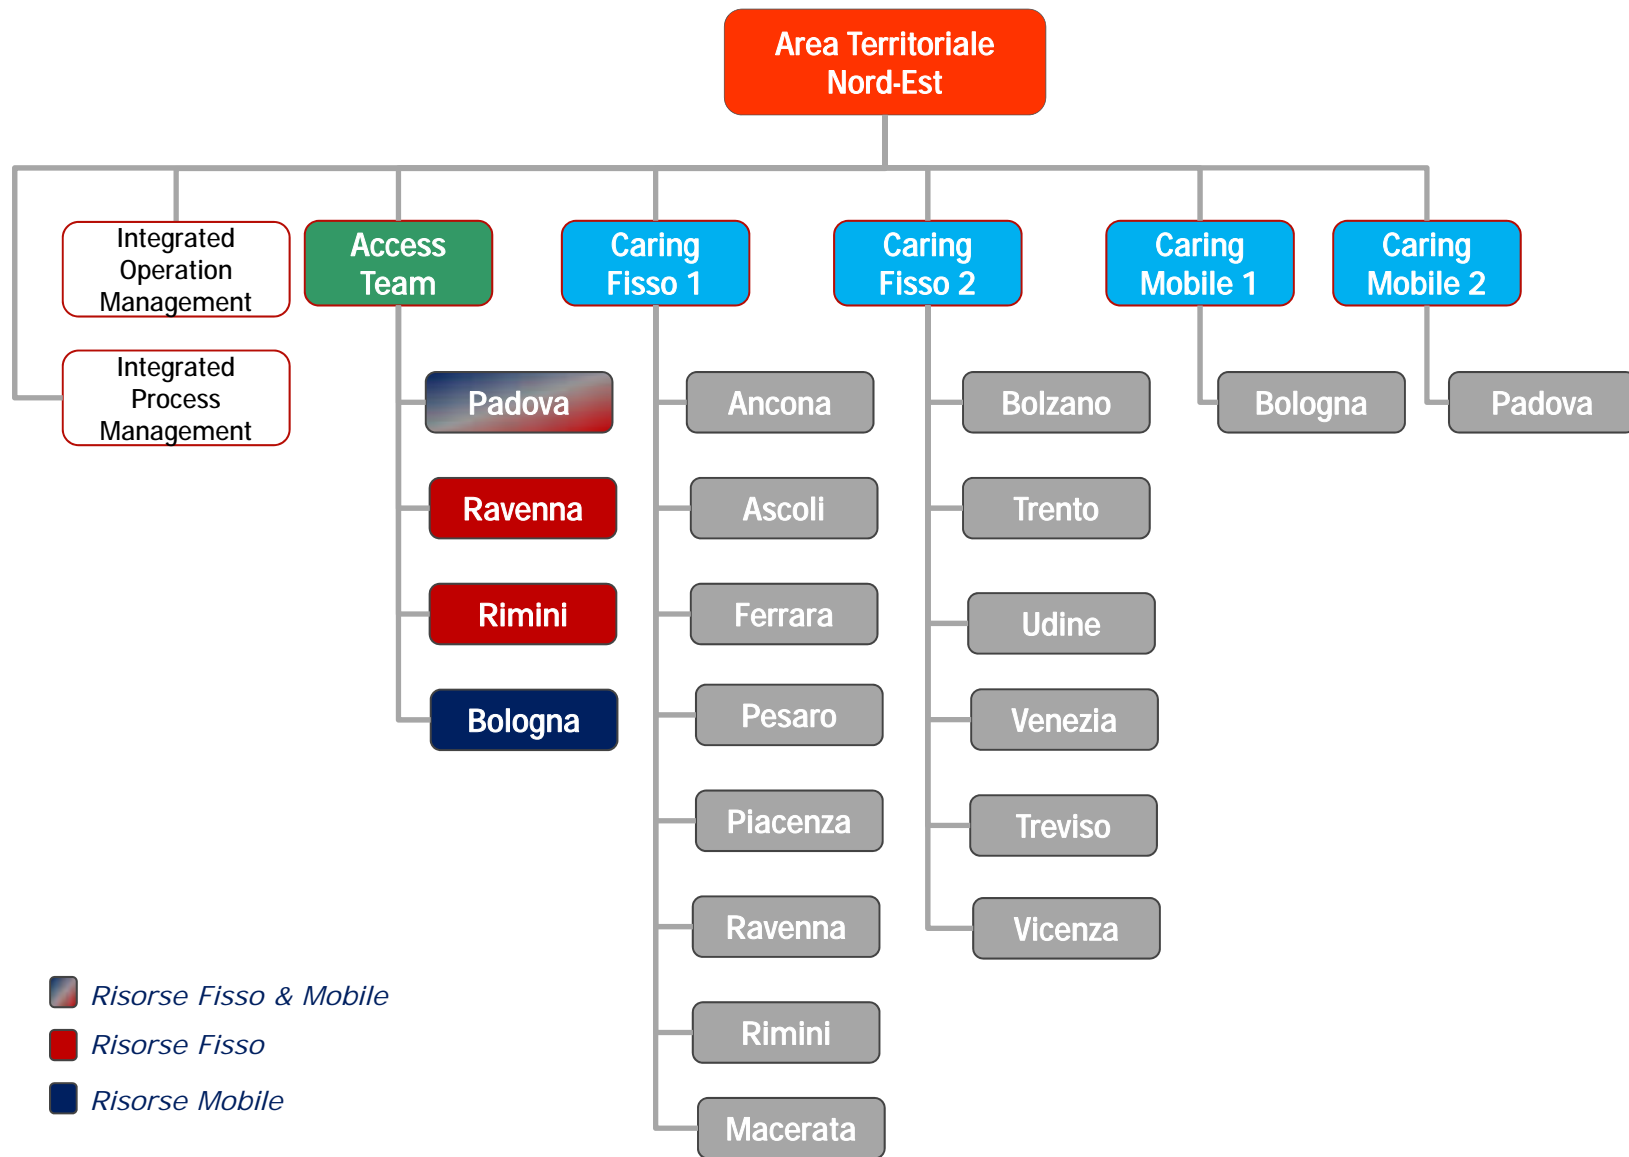 Area Territoriale
Nord-Est
Integrated
Operation
Management
Integrated
Process
Management
Access
Team
Padova
Ravenna
Rimini
Bologna
Caring
Fisso 1
Ancona
Ascoli
Ferrara
Pesaro
Piacenza
Ravenna
Rimini
Macerata
Caring
Fisso 2
Bolzano
Trento
Udine
Venezia
Treviso
Vicenza
Caring
Mobile 1
Bologna
Caring
Mobile 2
Padova
Risorse Fisso & Mobile
Risorse Fisso
Risorse Mobile